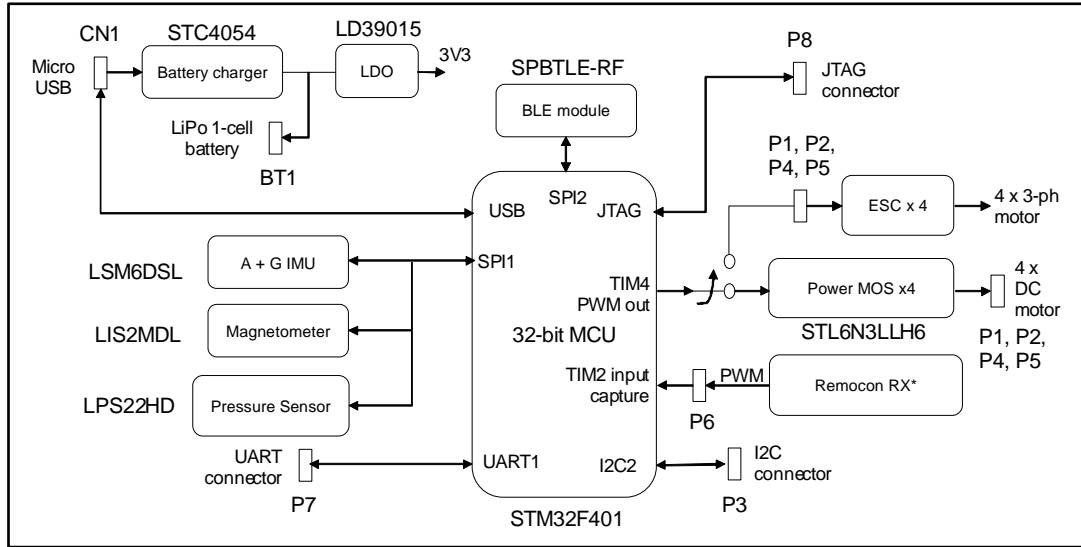 CN1
STC4054
LD39015
Micro
USB
Battery charger
LDO
3V3
LiPo 1-cell
battery
BT1
SPBTLE-RF
BLE module
P8
JTAG
connector
P1, P2,
P4, P5
ESC x 4
4 x 3-ph
motor
SPI2
USB
JTAG
LSM6DSL
A + G IMU
SPI1
TIM4
PWM out
Power MOS x4
4 x
DC
motor
STL6N3LLH6
P1, P2,
P4, P5
LIS2MDL
Magnetometer
32-bit MCU
TIM2 input
capture
PWM
Remocon RX*
P6
LPS22HD
Pressure Sensor
UART
connector
P7
UART1
I2C2
I2C
connector
P3
STM32F401